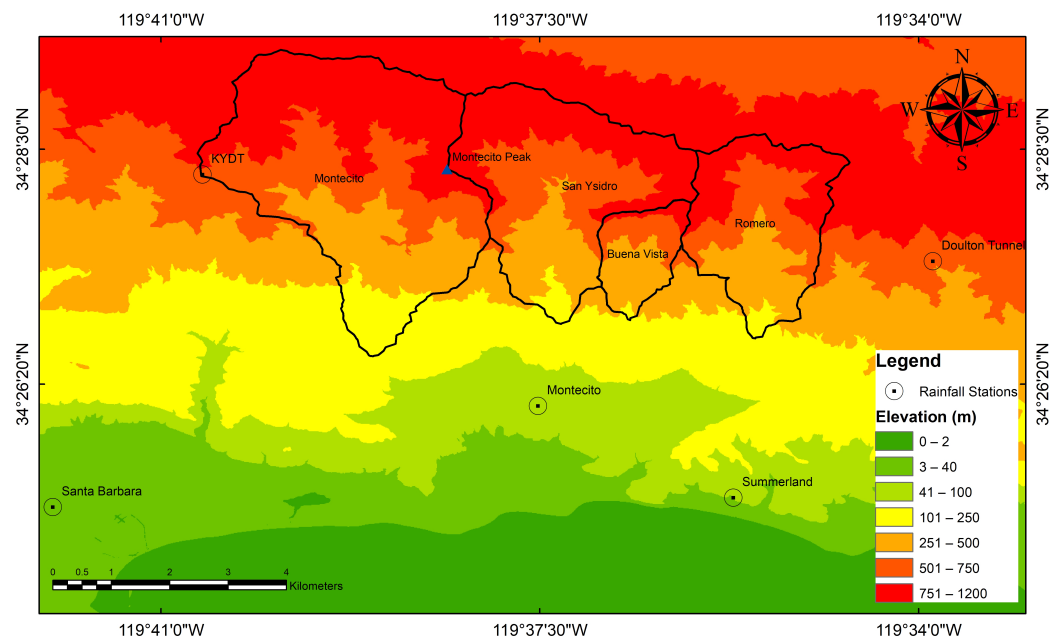 119°41'0"W 119°37'30"W 119°34'0"W
N
W E
S
34°28'30"N 34°28'30"N
KYDT
Montecito Peak
Montecito
San Ysidro
Romero
Buena Vista
Doulton Tunnel
34°26'20"N 34°26'20"N
Montecito
Santa Barbara
Summerland
Legend
Rainfall Stations
Elevation (m)
0 – 2
3 – 40
41 – 100
101 – 250
251 – 500
501 – 750
751 – 1200
0 0.5 1 2 3 4
Kilometers
119°41'0"W 119°37'30"W 119°34'0"W